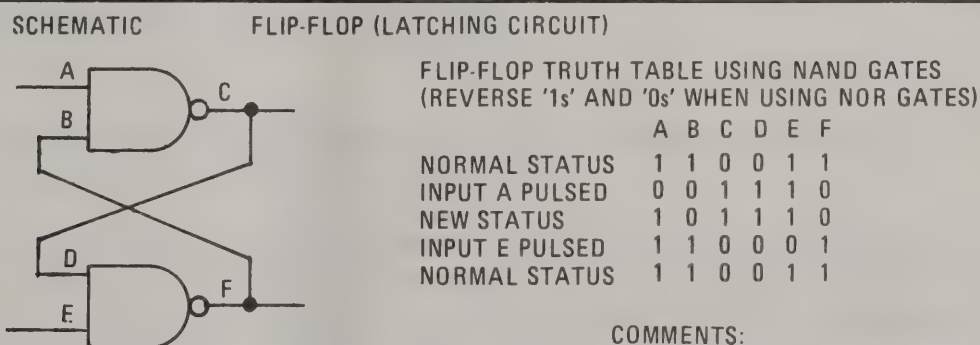 SCHEMATIC FLIP-FLOP (LATCHING CIRCUIT)
A
B
C
D
E
F
FLIP-FLOP TRUTH TABLE USING NAND GATES
(REVERSE '1s' AND '0s' WHEN USING NOR GATES)
A B C D E F
NORMAL STATUS 1 1 0 0 1 1
INPUT A PULSED 0 0 1 1 1 0
NEW STATUS 1 0 1 1 1 0
INPUT E PULSED 1 1 0 0 0 1
NORMAL STATUS 1 1 0 0 1 1
COMMENTS: